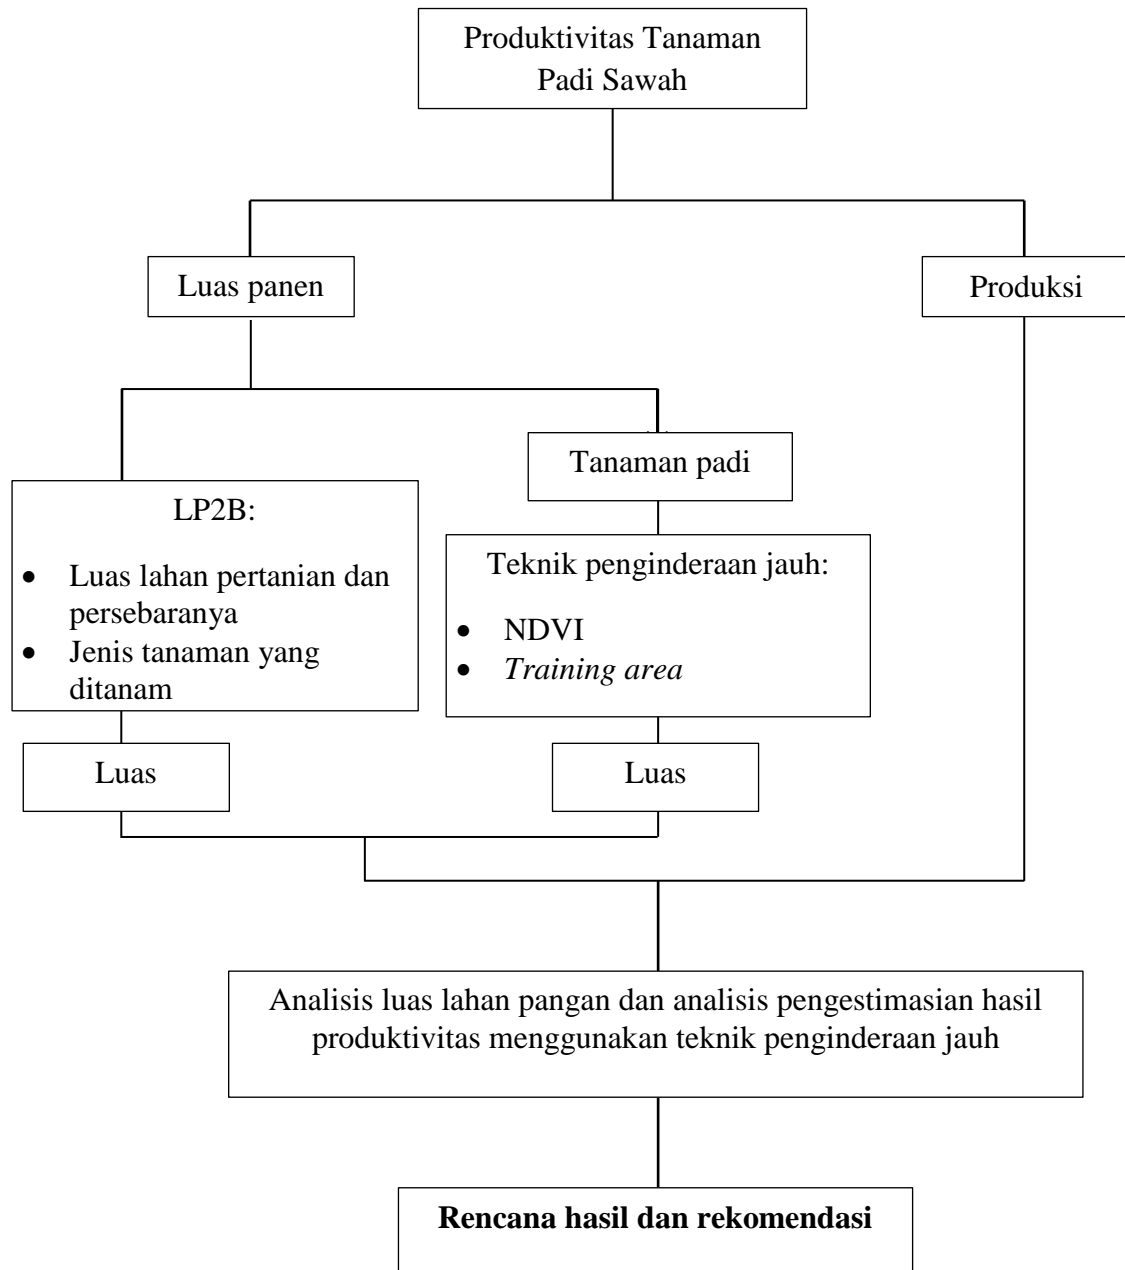 Produktivitas Tanaman
Padi Sawah
Luas panen
Produksi
Tanaman padi
LP2B:
• Luas lahan pertanian dan
persebaranya
• Jenis tanaman yang
ditanam
Teknik penginderaan jauh:
• NDVI
• Training area
Luas
Luas
Analisis luas lahan pangan dan analisis pengestimasian hasil
produktivitas menggunakan teknik penginderaan jauh
Rencana hasil dan rekomendasi